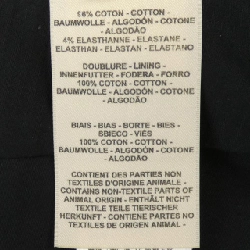 96% COTON - COTTON -
BAUMWOLLE - ALGODÓN - COTONE
- ALGODÃO
4% ELASTHANNE - ELASTANE -
ELASTHAN - ELASTAN - ELASTANO
DOUBLURE - LINING -
INNENFUTTER - FODERA - FORRO
100% COTON - COTTON -
BAUMWOLLE - ALGODÓN - COTONE
- ALGODÃO
BIAIS - BIAS - BORTE - BIES -
SBIECO - VIÉS
100% COTON - COTTON -
BAUMWOLLE - ALGODÓN - COTONE
- ALGODÃO
CONTIENT DES PARTIES NON
TEXTILES D'ORIGINE ANIMALE -
CONTAINS NON-TEXTILE PARTS OF
ANIMAL ORIGIN - ENTHÄLT NICHT
TEXTILE TEILE TIERISCHER
HERKUNFT - CONTIENE PARTES NO
TEXTILES DE ORIGEN ANIMAL -